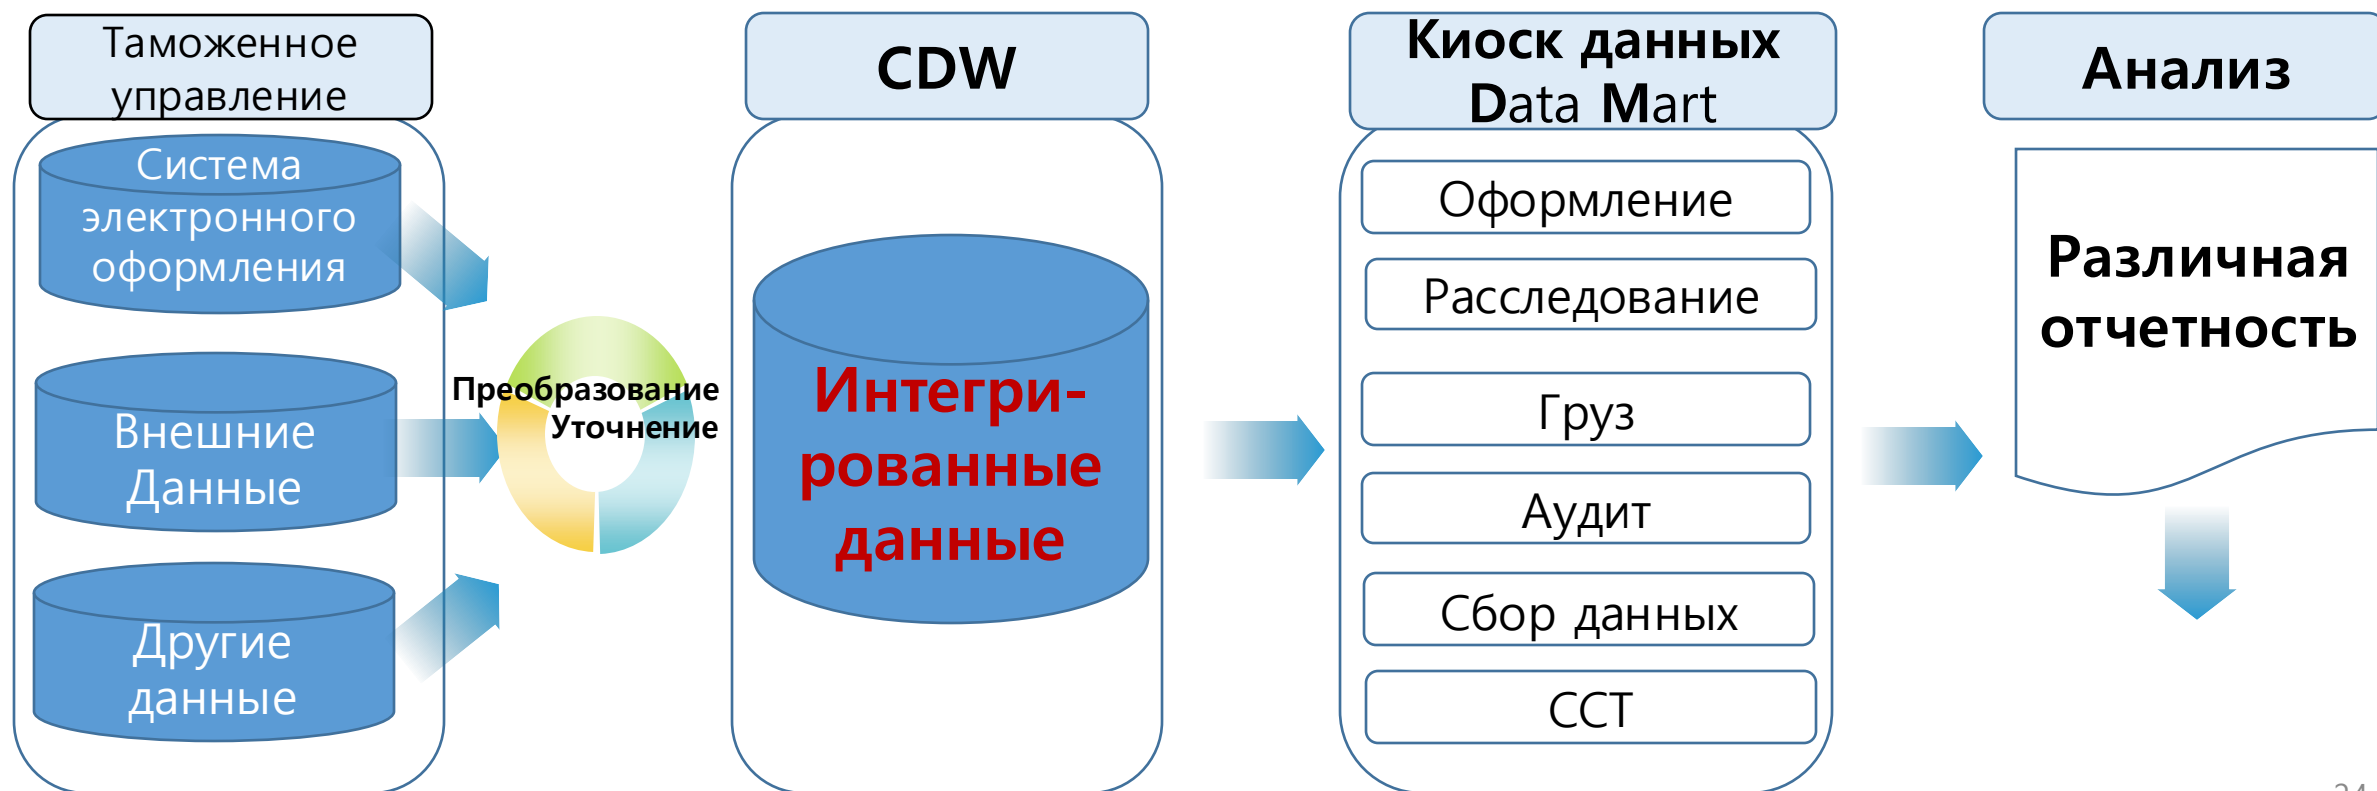 Таможенное
управление
Система
электронного
оформления
Внешние
Данные
Другие
данные
Преобразование
Уточнение
CDW
Интегри-
рованные
данные
Киоск данных
Data Mart
Оформление
Расследование
Груз
Аудит
Сбор данных
ССТ
Анализ
Различная
отчетность